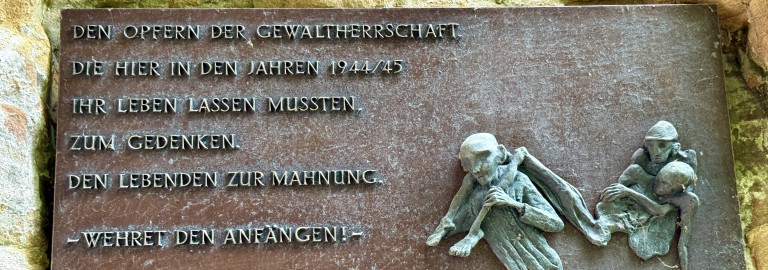 DEN OPFERN DER GEWALTHERRSCHAFT,
DIE HIER IN DEN JAHREN 1944/45
IHR LEBEN LASSEN MUSSTEN,
ZUM GEDENKEN.
DEN LEBENDEN ZUR MAHNUNG.
- WEHRET DEN ANFÄNGEN! -